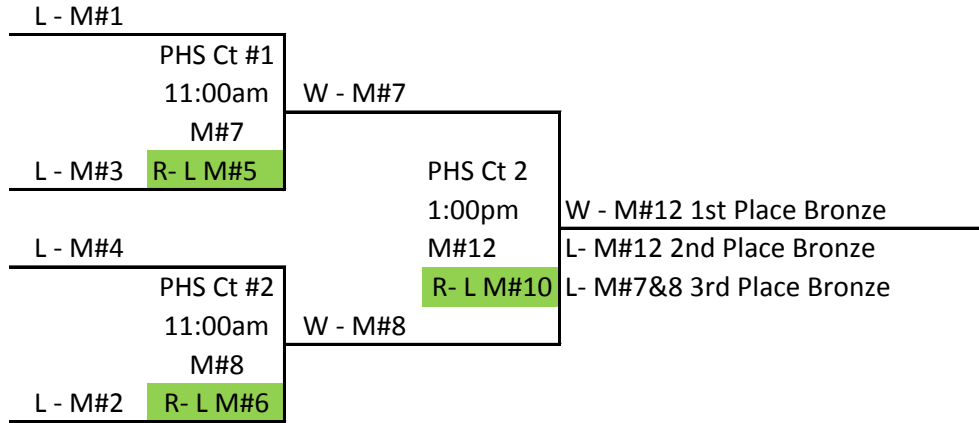 L - M#1
PHS Ct #1
11:00am
W - M#7
M#7
L - M#3
R- L M#5
PHS Ct 2
1:00pm
W - M#12 1st Place Bronze
L - M#4
M#12
L- M#12 2nd Place Bronze
PHS Ct #2
R- L M#10
L- M#7&8 3rd Place Bronze
11:00am
W - M#8
M#8
L - M#2
R- L M#6